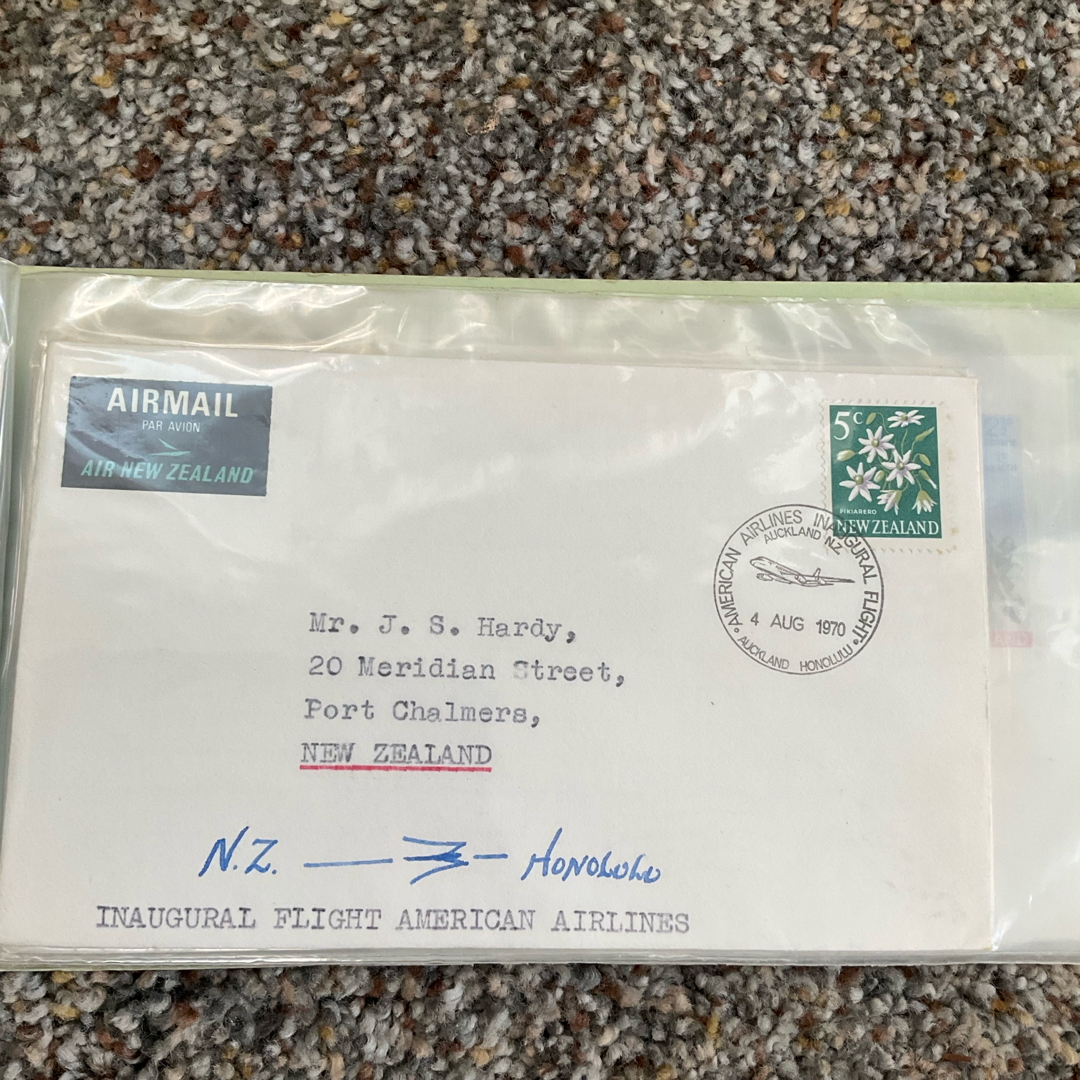 AIRMAIL
PAR AVION
AIR NEW ZEALAND
5c
PIKIARERO
NEW ZEALAND
• AMERICAN AIRLINES INAUGURAL FLIGHT •
AUCKLAND N.Z.
4 AUG 1970
AUCKLAND HONOLULU
Mr. J. S. Hardy,
20 Meridian Street,
Port Chalmers,
NEW ZEALAND
N.Z. — HONOLULU
INAUGURAL FLIGHT AMERICAN AIRLINES